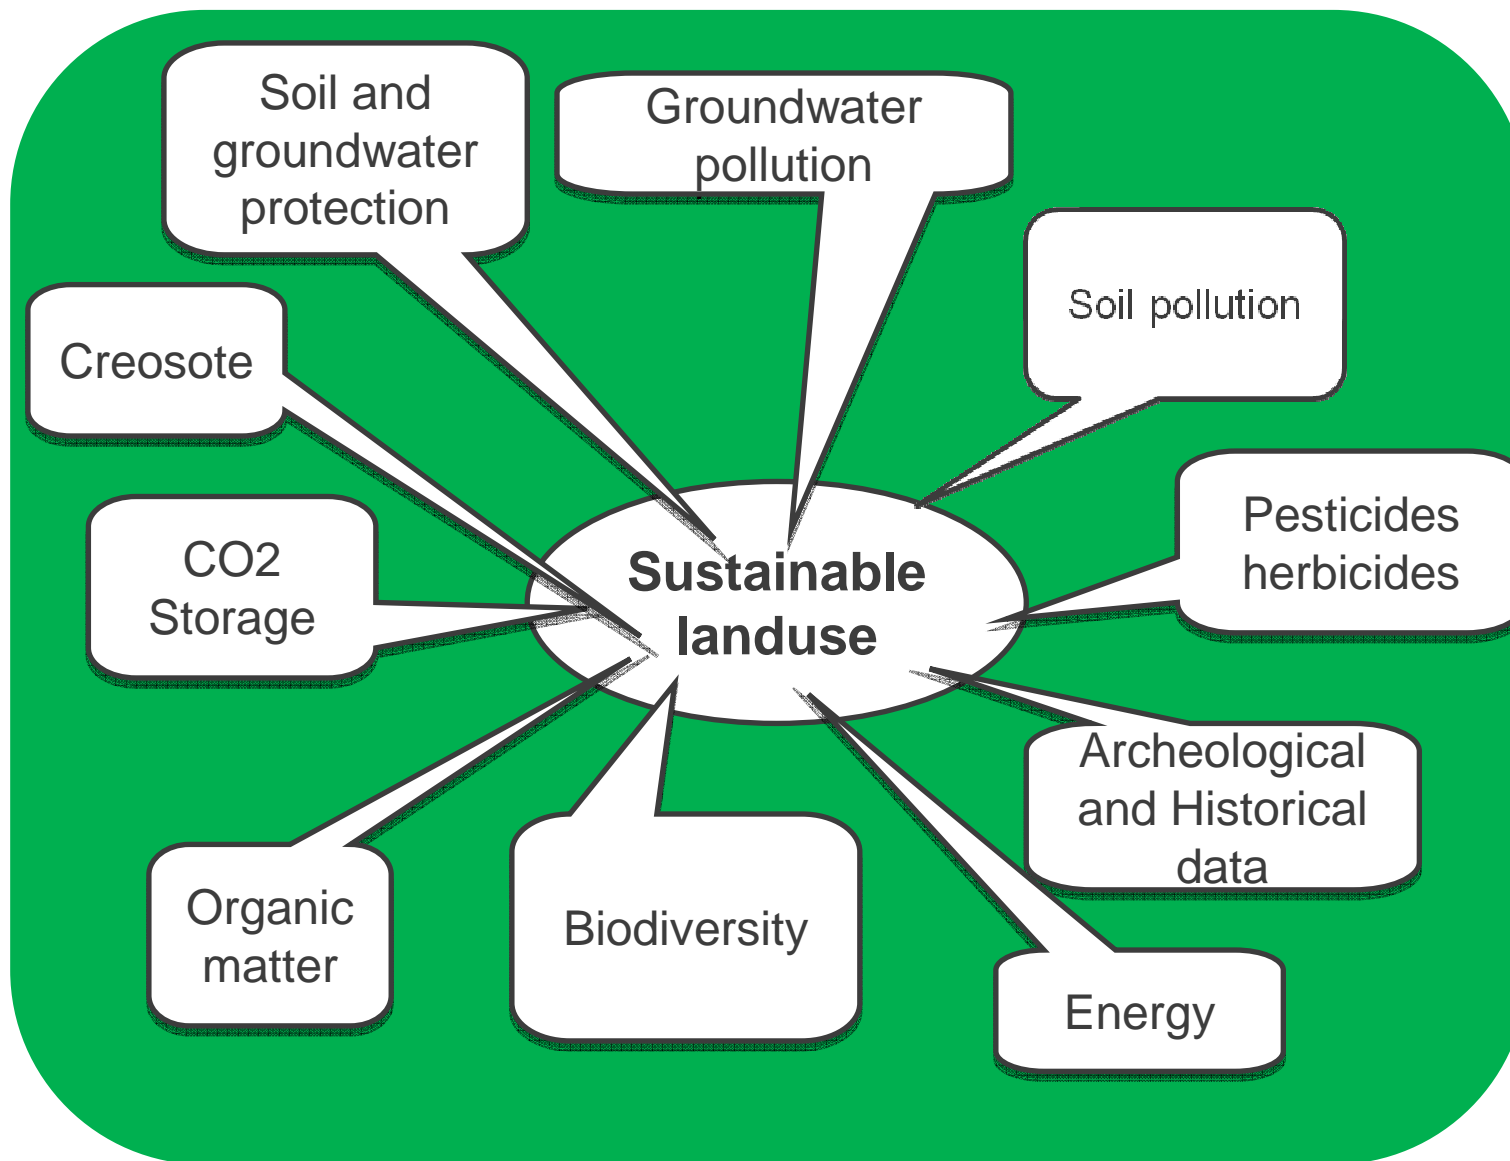 Soil and
groundwater
protection
Groundwater
pollution
Soil pollution
Creosote
Pesticides
herbicides
CO2
Storage
Sustainable
landuse
Archeological
and Historical
data
Organic
matter
Biodiversity
Energy